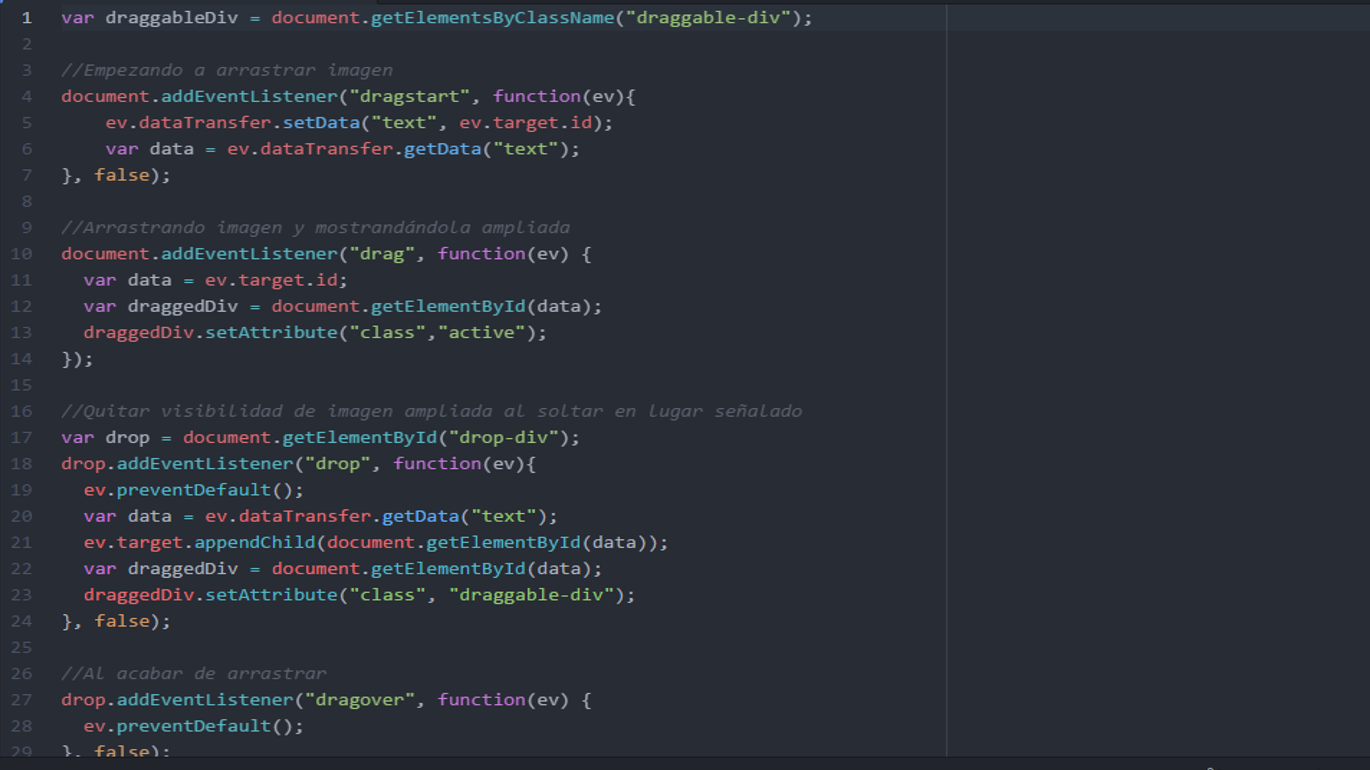 1 var draggableDiv = document.getElementsByClassName("draggable-div");
2
3 //Empezando a arrastrar imagen
4 document.addEventListener("dragstart", function(ev){
5     ev.dataTransfer.setData("text", ev.target.id);
6     var data = ev.dataTransfer.getData("text");
7 }, false);
8
9 //Arrastrando imagen y mostrandándola ampliada
10 document.addEventListener("drag", function(ev) {
11   var data = ev.target.id;
12   var draggedDiv = document.getElementById(data);
13   draggedDiv.setAttribute("class","active");
14 });
15
16 //Quitar visibilidad de imagen ampliada al soltar en lugar señalado
17 var drop = document.getElementById("drop-div");
18 drop.addEventListener("drop", function(ev){
19   ev.preventDefault();
20   var data = ev.dataTransfer.getData("text");
21   ev.target.appendChild(document.getElementById(data));
22   var draggedDiv = document.getElementById(data);
23   draggedDiv.setAttribute("class", "draggable-div");
24 }, false);
25
26 //Al acabar de arrastrar
27 drop.addEventListener("dragover", function(ev) {
28   ev.preventDefault();
29 }, false);